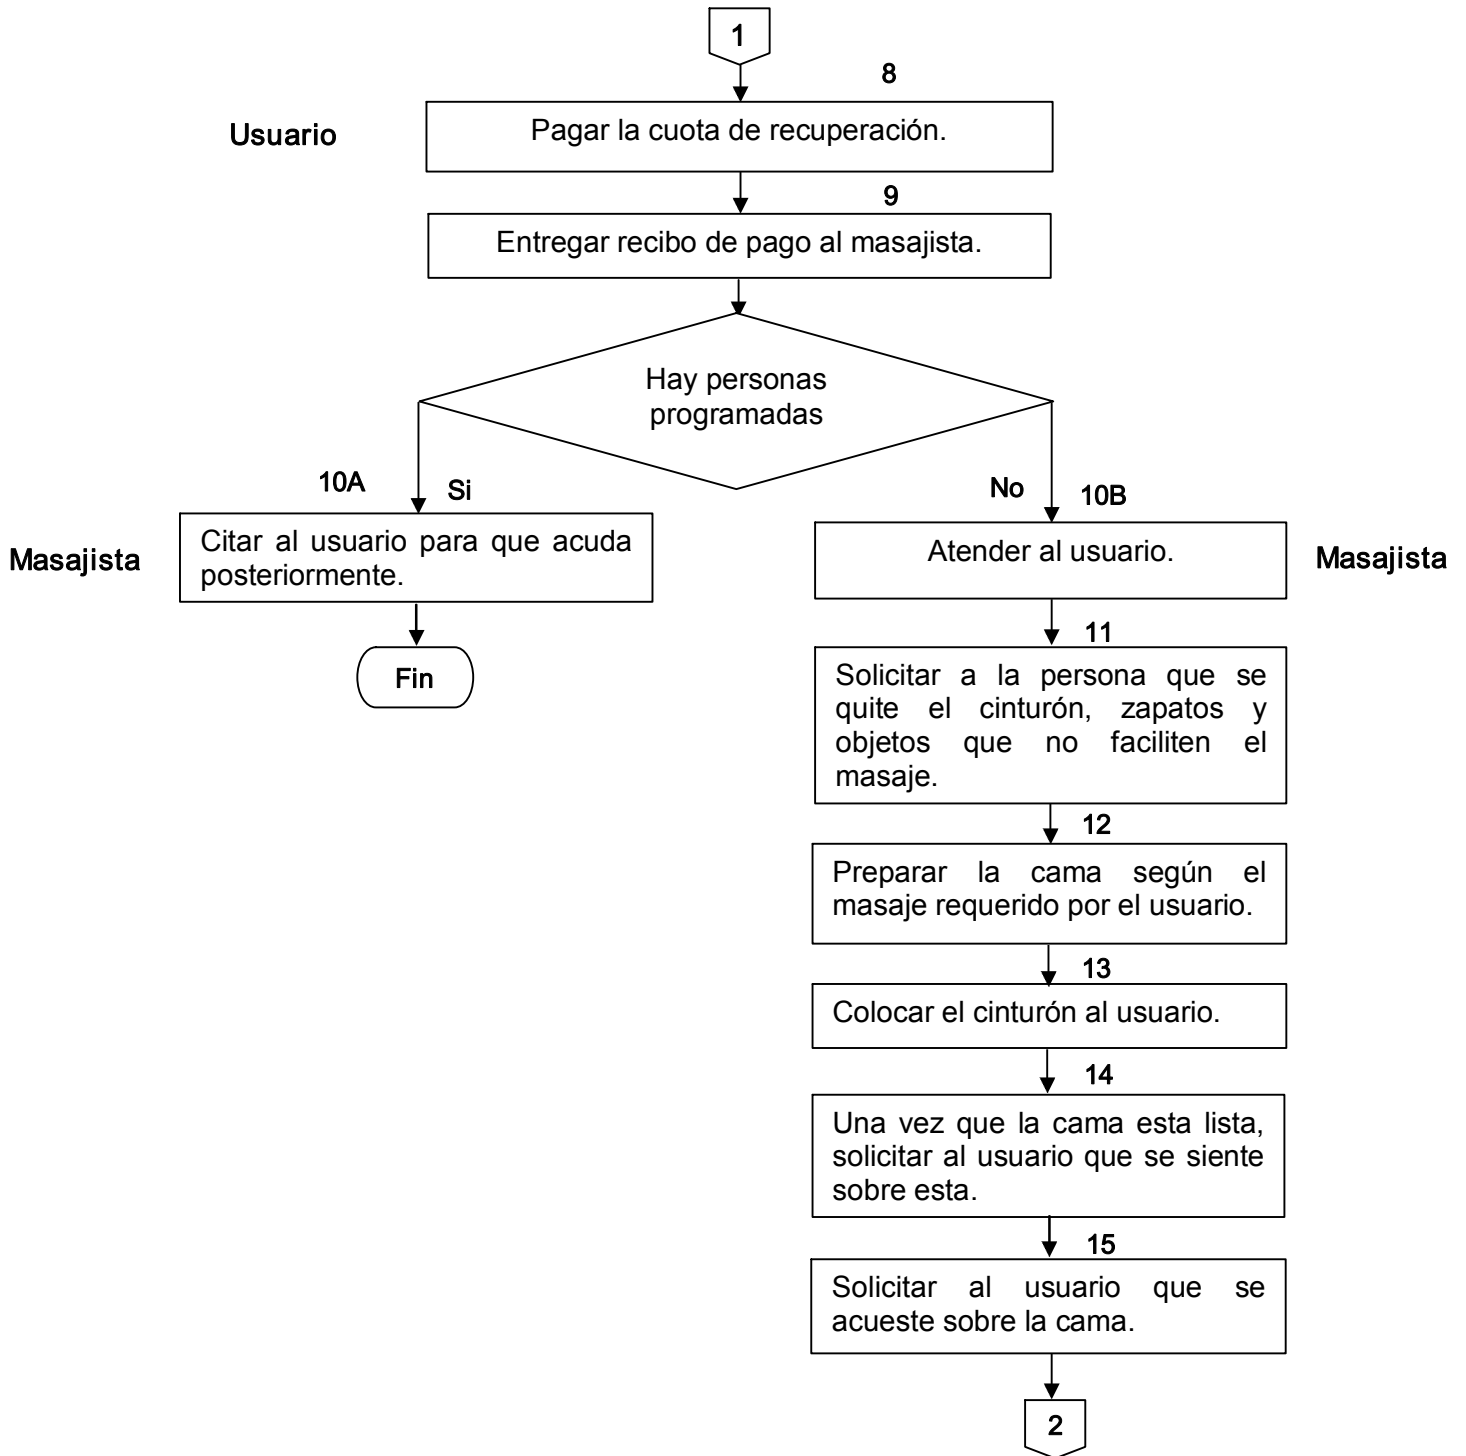 1
8
Usuario
Pagar la cuota de recuperación.
9
Entregar recibo de pago al masajista.
Hay personas
programadas
10A
Si
No
10B
Masajista
Citar al usuario para que acuda
posteriormente.
Atender al usuario.
Masajista
Fin
11
Solicitar a la persona que se
quite el cinturón, zapatos y
objetos que no faciliten el
masaje.
12
Preparar la cama según el
masaje requerido por el usuario.
13
Colocar el cinturón al usuario.
14
Una vez que la cama esta lista,
solicitar al usuario que se siente
sobre esta.
15
Solicitar al usuario que se
acueste sobre la cama.
2